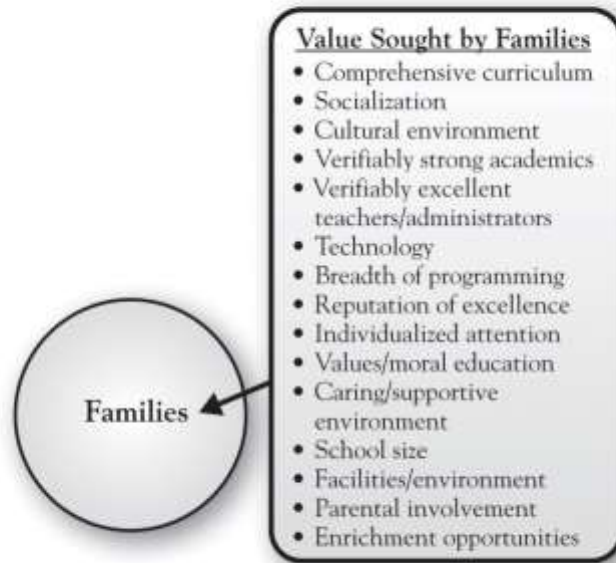 Value Sought by Families
• Comprehensive curriculum
• Socialization
• Cultural environment
• Verifiably strong academics
• Verifiably excellent
teachers/administrators
• Technology
• Breadth of programming
• Reputation of excellence
• Individualized attention
• Values/moral education
• Caring/supportive
environment
• School size
• Facilities/environment
• Parental involvement
• Enrichment opportunities
Families